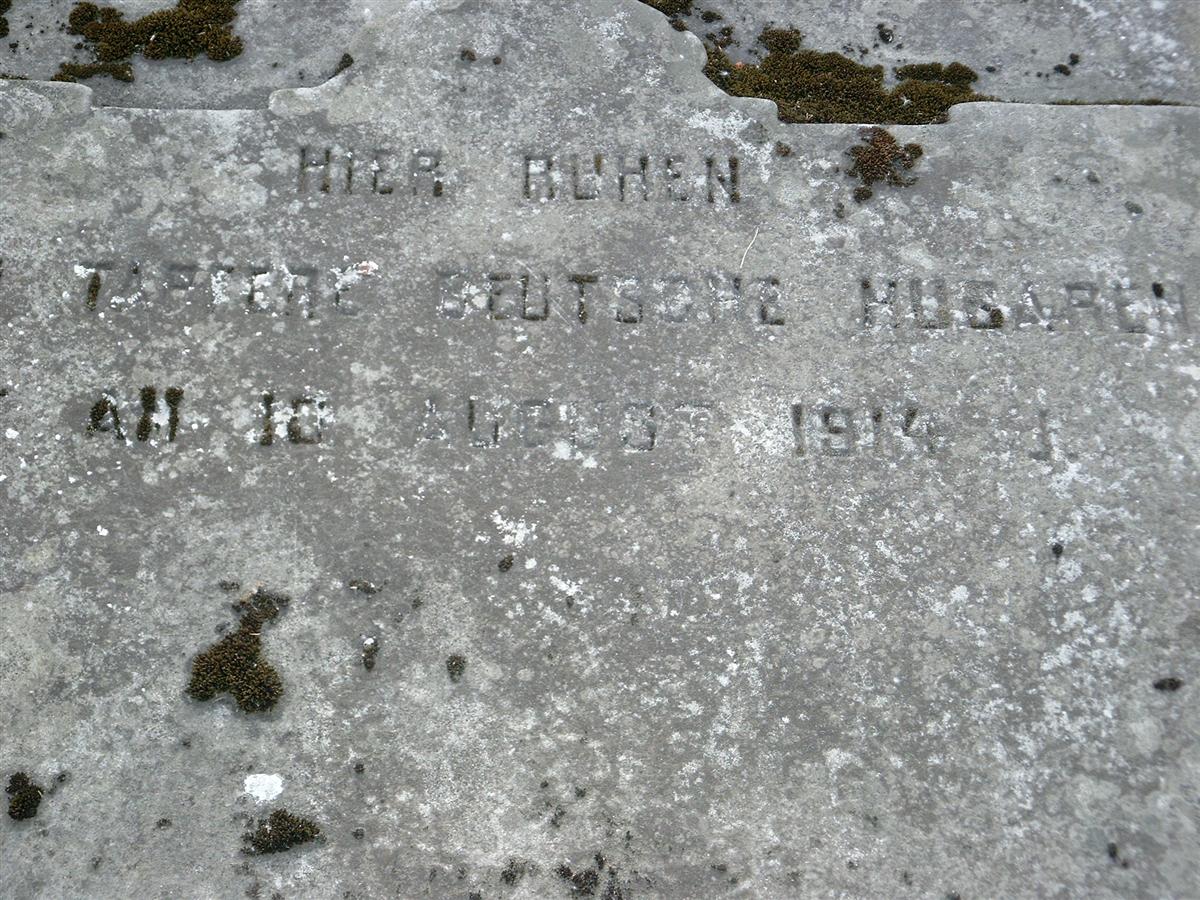 HIER RUHEN
TAPFERE DEUTSCHE HUSAREN
AM 10 AUGUST 1914